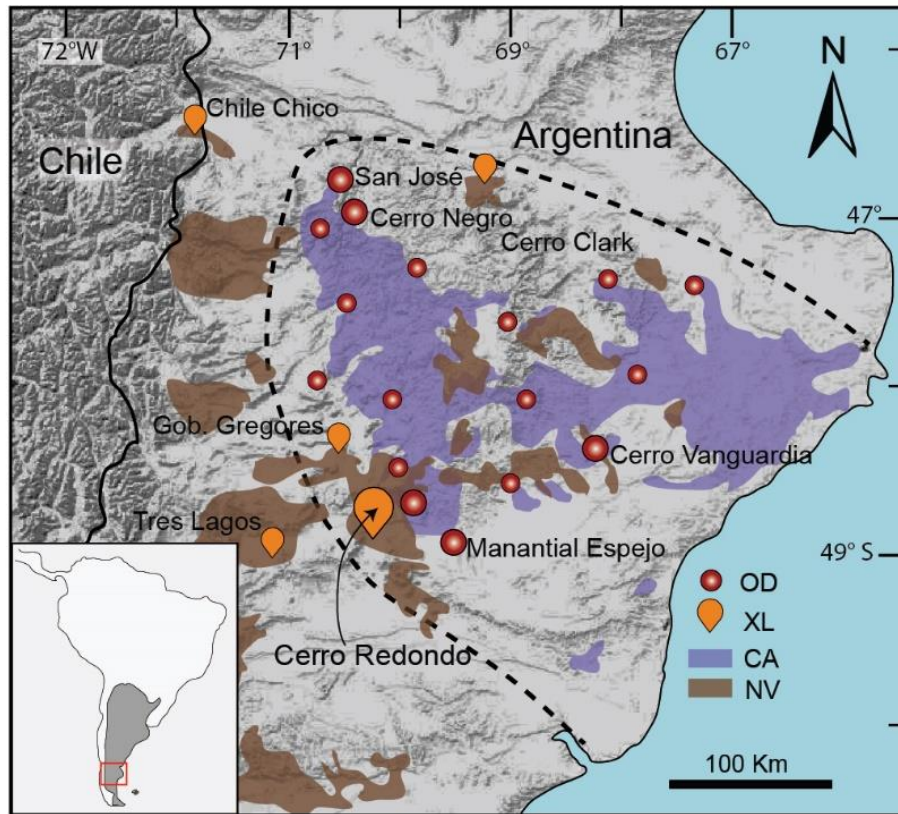 72°W
71°
69°
67°
N
Chile Chico
Argentina
Chile
San José
Cerro Negro
47°
Cerro Clark
Gob. Gregores
Cerro Vanguardia
Tres Lagos
Manantial Espejo
49° S
OD
XL
Cerro Redondo
CA
NV
100 Km